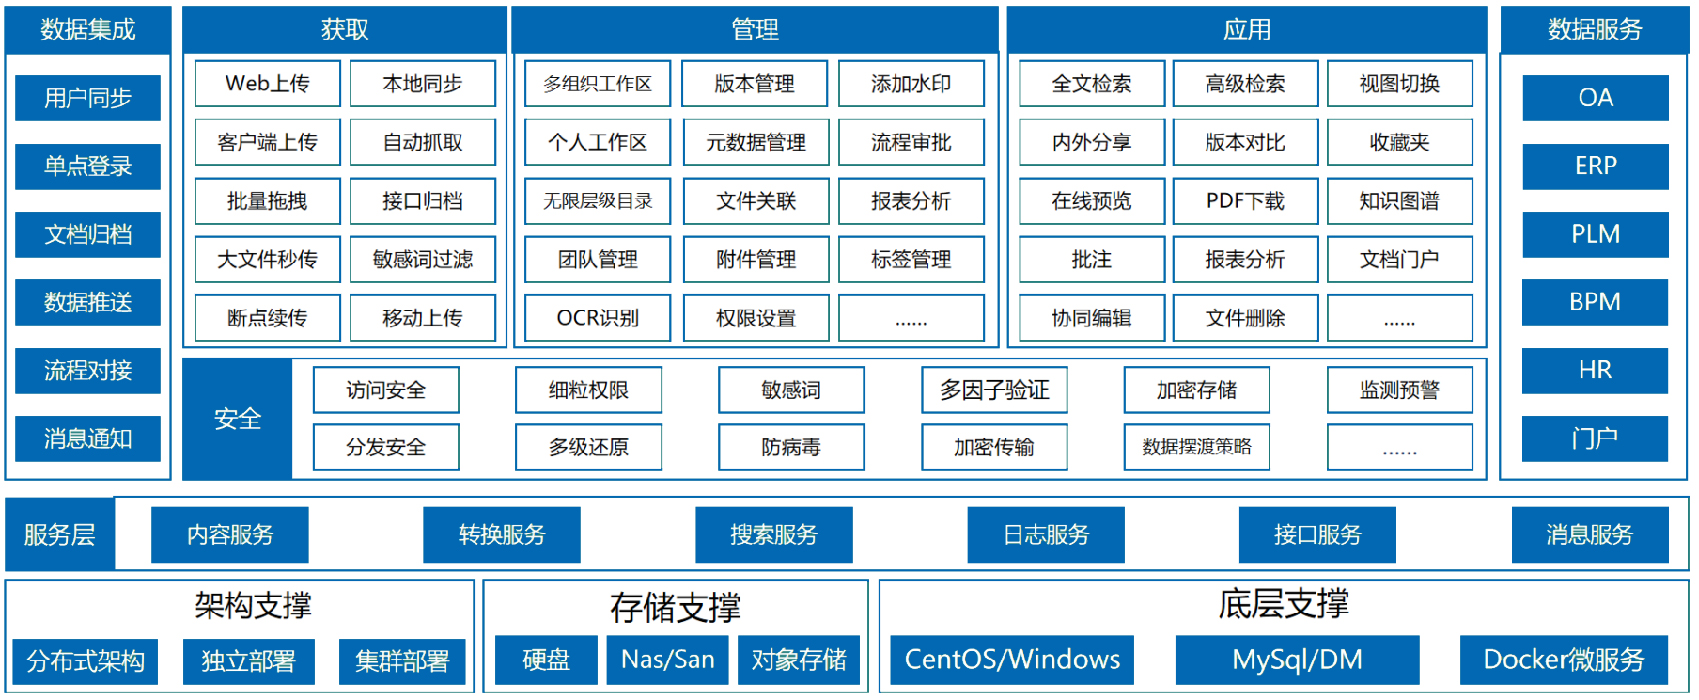 数据集成
用户同步
单点登录
文档归档
数据推送
流程对接
消息通知
获取
Web上传
本地同步
客户端上传
自动抓取
批量拖拽
接口归档
大文件秒传
敏感词过滤
断点续传
移动上传
管理
多组织工作区
版本管理
添加水印
个人工作区
元数据管理
流程审批
无限层级目录
文件关联
报表分析
团队管理
附件管理
标签管理
OCR识别
权限设置
......
应用
全文检索
高级检索
视图切换
内外分享
版本对比
收藏夹
在线预览
PDF下载
知识图谱
批注
报表分析
文档门户
协同编辑
文件删除
......
安全
访问安全
细粒权限
敏感词
多因子验证
加密存储
监测预警
分发安全
多级还原
防病毒
加密传输
数据摆渡策略
......
数据服务
OA
ERP
PLM
BPM
HR
门户
服务层
内容服务
转换服务
搜索服务
日志服务
接口服务
消息服务
架构支撑
分布式架构
独立部署
集群部署
存储支撑
硬盘
Nas/San
对象存储
底层支撑
CentOS/Windows
MySql/DM
Docker微服务